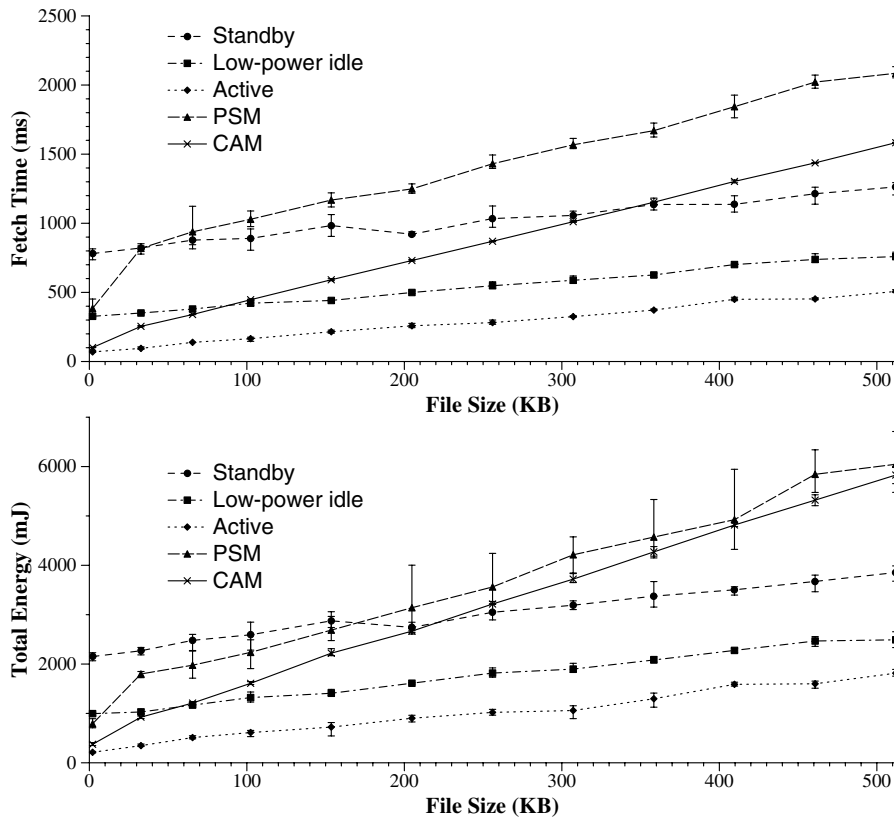 2500
2000
1500
1000
500
0
Fetch Time (ms)
Standby
Low-power idle
Active
PSM
CAM
0 100 200 300 400 500
File Size (KB)
6000
4000
2000
0
Total Energy (mJ)
Standby
Low-power idle
Active
PSM
CAM
0 100 200 300 400 500
File Size (KB)